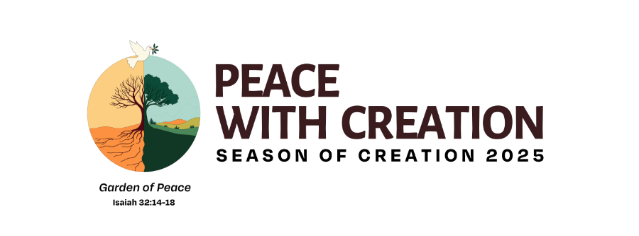 PEACE
WITH CREATION
SEASON OF CREATION 2025
Garden of Peace
Isaiah 32:14-18